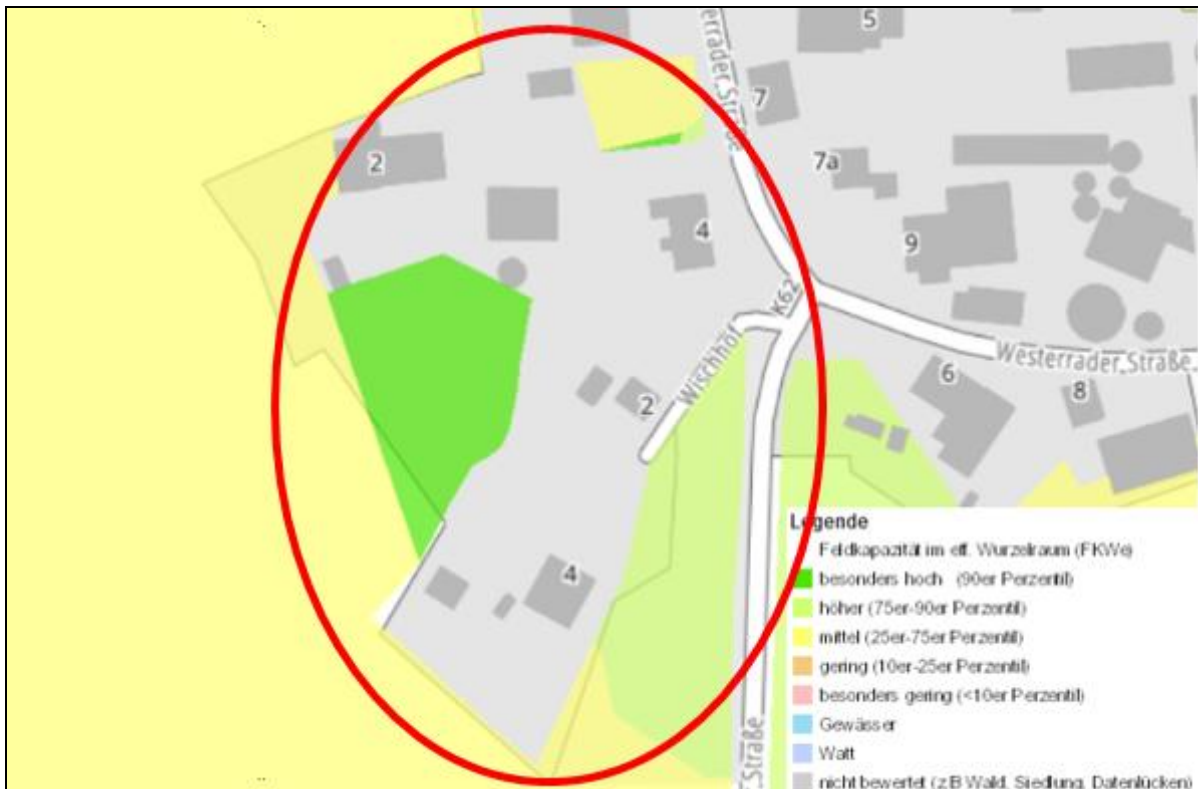 5
errader Straße
7
2
7a
4
9
K62
Wischhof
Westerrader Straße
6
2
8
Legende
Feldkapazität im eff. Wurzelraum (FKWe)
besonders hoch (90er Perzentil)
höher (75er-90er Perzentil)
mittel (25er-75er Perzentil)
4
gering (10er-25er Perzentil)
besonders gering (<10er Perzentil)
Gewässer
Watt
Straße
nicht bewertet (z.B Wald, Siedlung, Datenlücken)